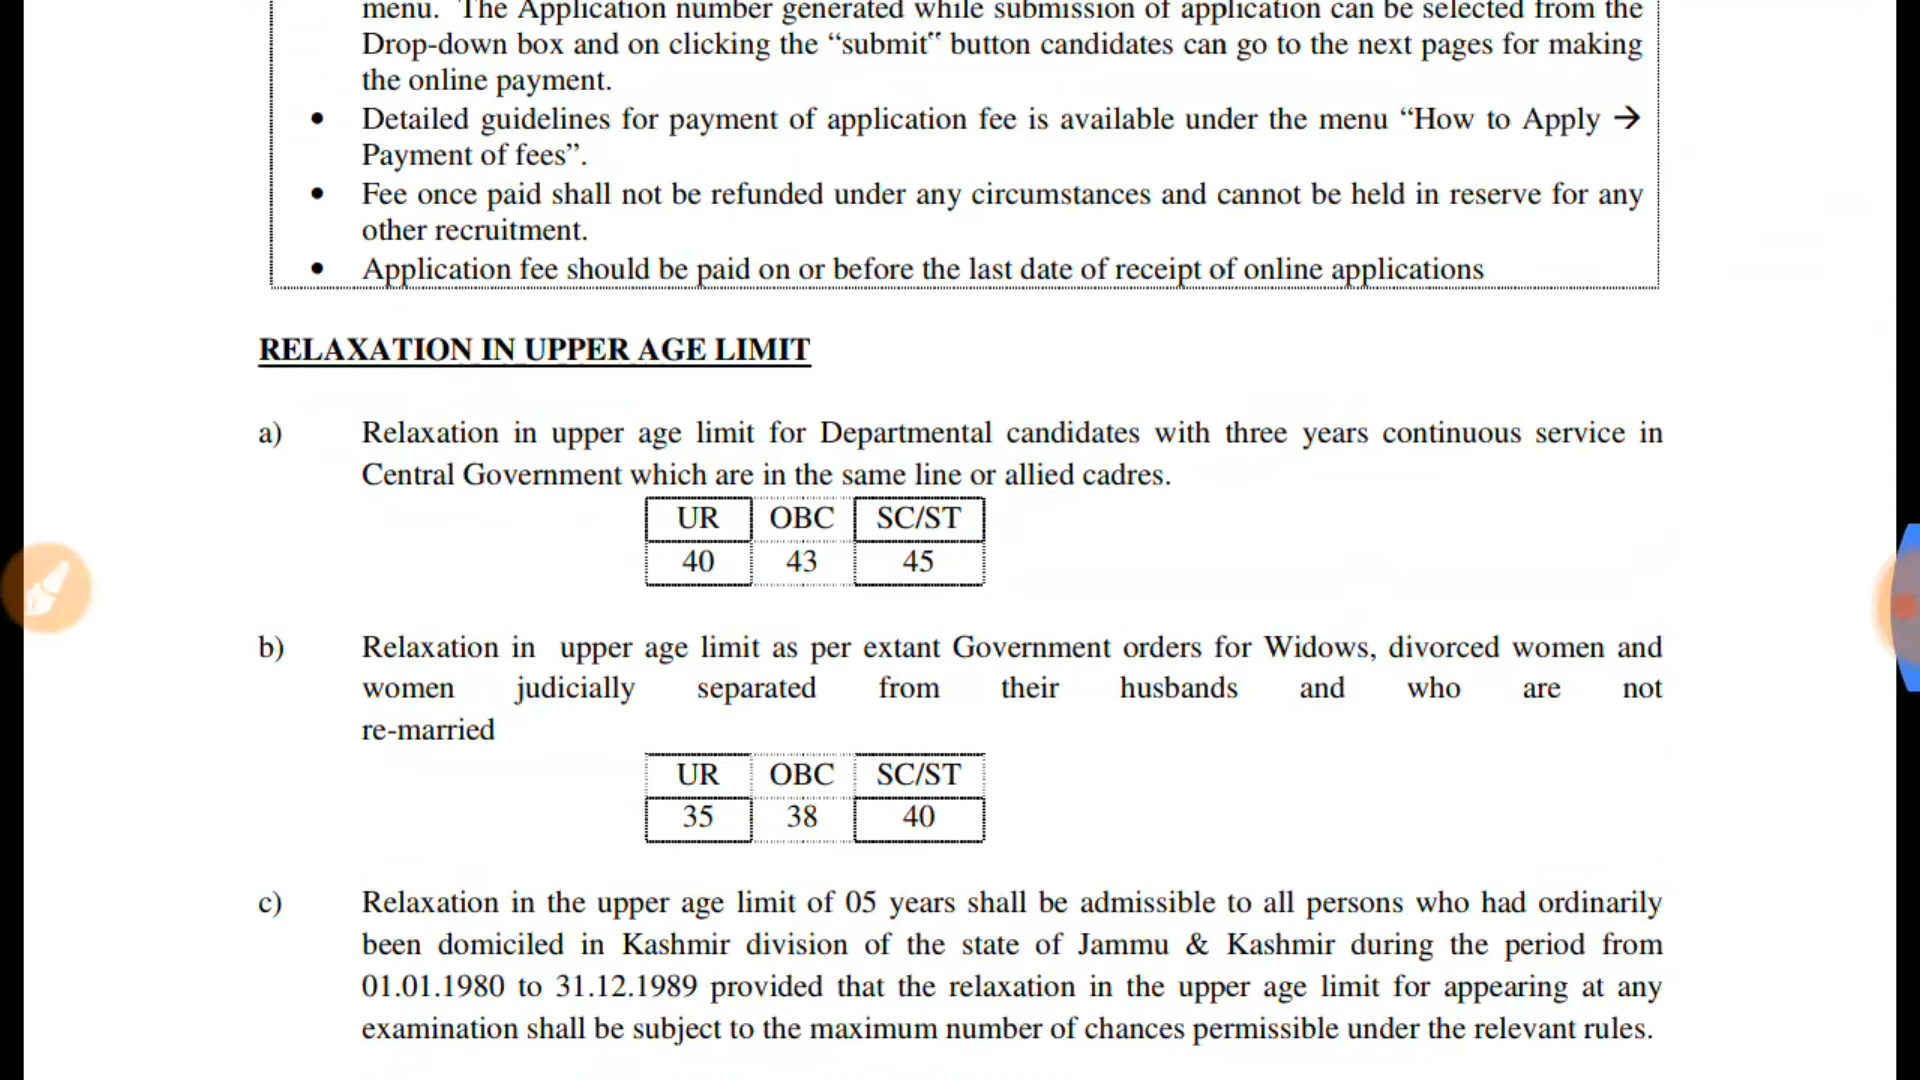 menu. The Application number generated while submission of application can be selected from the
Drop-down box and on clicking the “submit‟ button candidates can go to the next pages for making
the online payment.
• Detailed guidelines for payment of application fee is available under the menu “How to Apply →
Payment of fees”.
• Fee once paid shall not be refunded under any circumstances and cannot be held in reserve for any
other recruitment.
• Application fee should be paid on or before the last date of receipt of online applications
RELAXATION IN UPPER AGE LIMIT
a) Relaxation in upper age limit for Departmental candidates with three years continuous service in
Central Government which are in the same line or allied cadres.
UR OBC SC/ST
40 43 45
b) Relaxation in upper age limit as per extant Government orders for Widows, divorced women and
women judicially separated from their husbands and who are not
re-married
UR OBC SC/ST
35 38 40
c) Relaxation in the upper age limit of 05 years shall be admissible to all persons who had ordinarily
been domiciled in Kashmir division of the state of Jammu & Kashmir during the period from
01.01.1980 to 31.12.1989 provided that the relaxation in the upper age limit for appearing at any
examination shall be subject to the maximum number of chances permissible under the relevant rules.